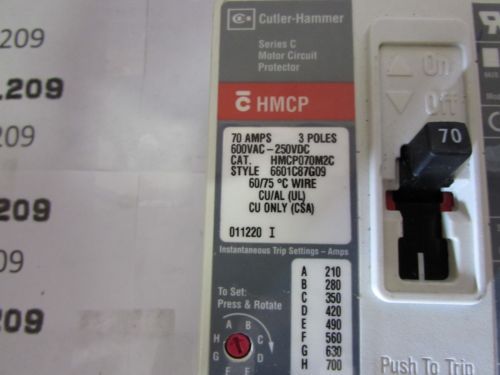 .209
.209
.209
.209
209
.209
Cutler-Hammer
Series C
Motor Circuit
Protector
C HMCP
70 AMPS 3 POLES
600VAC-250VDC
CAT. HMCP070M2C
STYLE 6601C87G09
60/75 °C WIRE
CU/AL (UL)
CU ONLY (CSA)
011220 I
Instantaneous Trip Settings - Amps
To Set:
Press & Rotate
A 210
B 280
C 350
D 420
E 490
F 560
G 630
H 700
A B C D E F G H
On
Off
70
Push To Trip